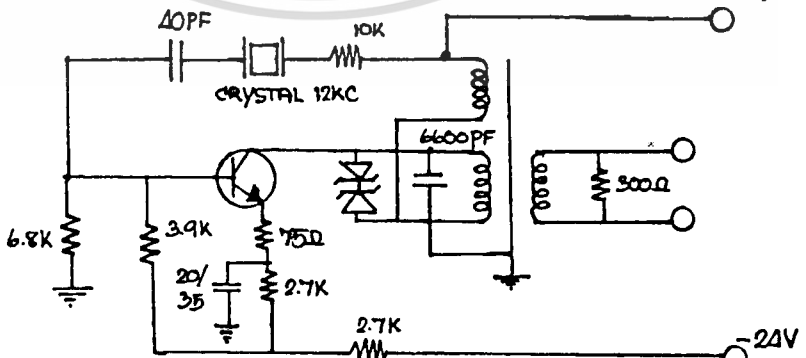 40PF
10K
CRYSTAL 12KC
6600PF
300Ω
6.8K
3.9K
75Ω
20/
35
2.7K
2.7K
-24V